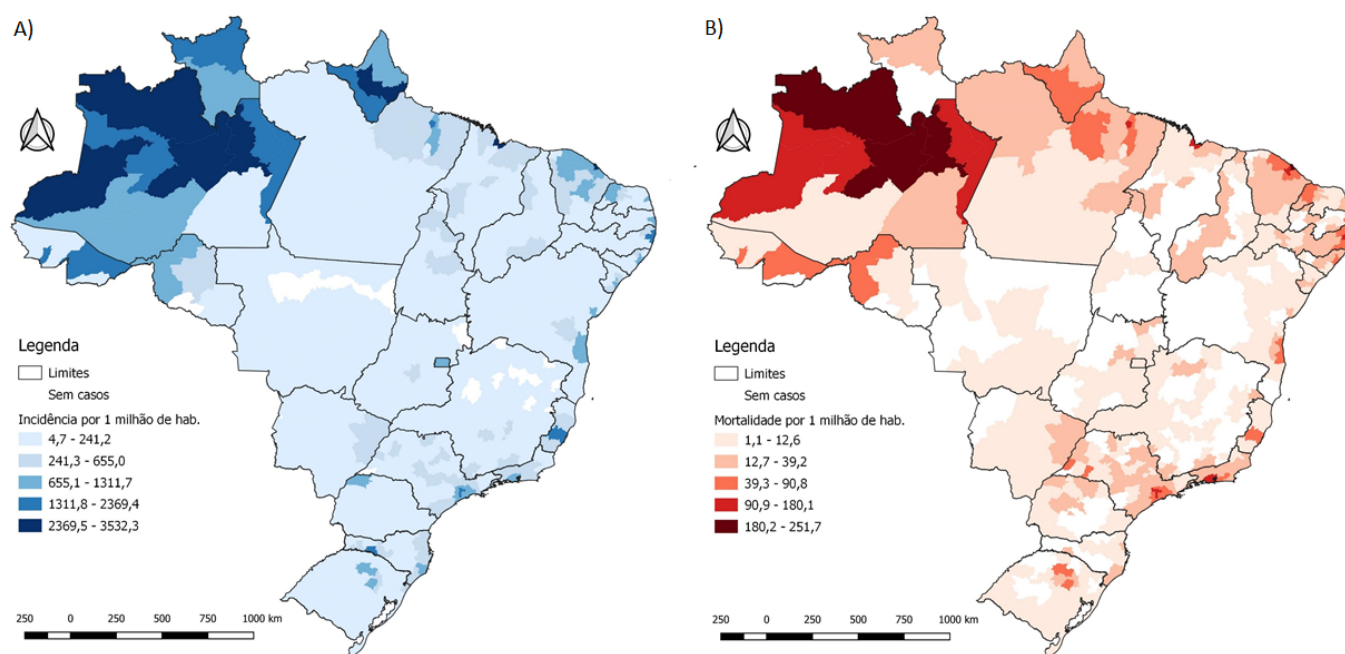 A)
Legenda
Limites
Sem casos
Incidência por 1 milhão de hab.
4,7 - 241,2
241,3 - 655,0
655,1 - 1311,7
1311,8 - 2369,4
2369,5 - 3532,3
250 0 250 500 750 1000 km
B)
Legenda
Limites
Sem casos
Mortalidade por 1 milhão de hab.
1,1 - 12,6
12,7 - 39,2
39,3 - 90,8
90,9 - 180,1
180,2 - 251,7
250 0 250 500 750 1000 km